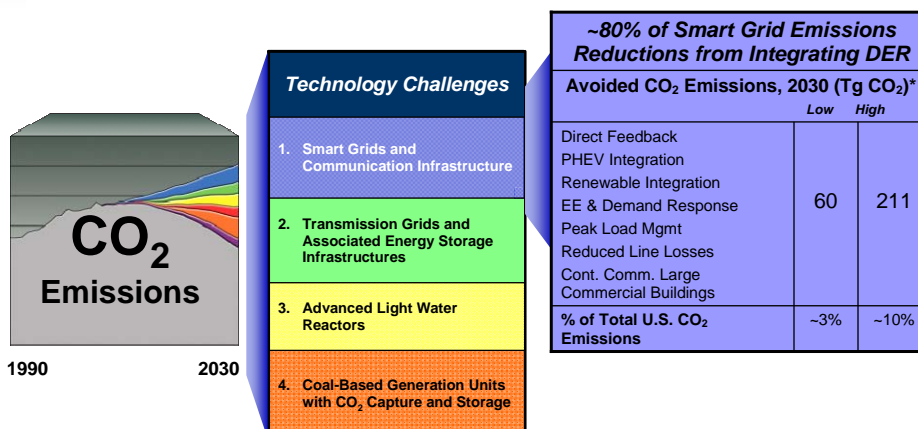 CO₂
Emissions
1990 2030
Technology Challenges
1. Smart Grids and
Communication Infrastructure
2. Transmission Grids and
Associated Energy Storage
Infrastructures
3. Advanced Light Water
Reactors
4. Coal-Based Generation Units
with CO₂ Capture and Storage
~80% of Smart Grid Emissions
Reductions from Integrating DER
Avoided CO₂ Emissions, 2030 (Tg CO₂)*
Low High
Direct Feedback
PHEV Integration
Renewable Integration
EE & Demand Response
Peak Load Mgmt
Reduced Line Losses
Cont. Comm. Large
Commercial Buildings
60 211
% of Total U.S. CO₂
Emissions
~3% ~10%